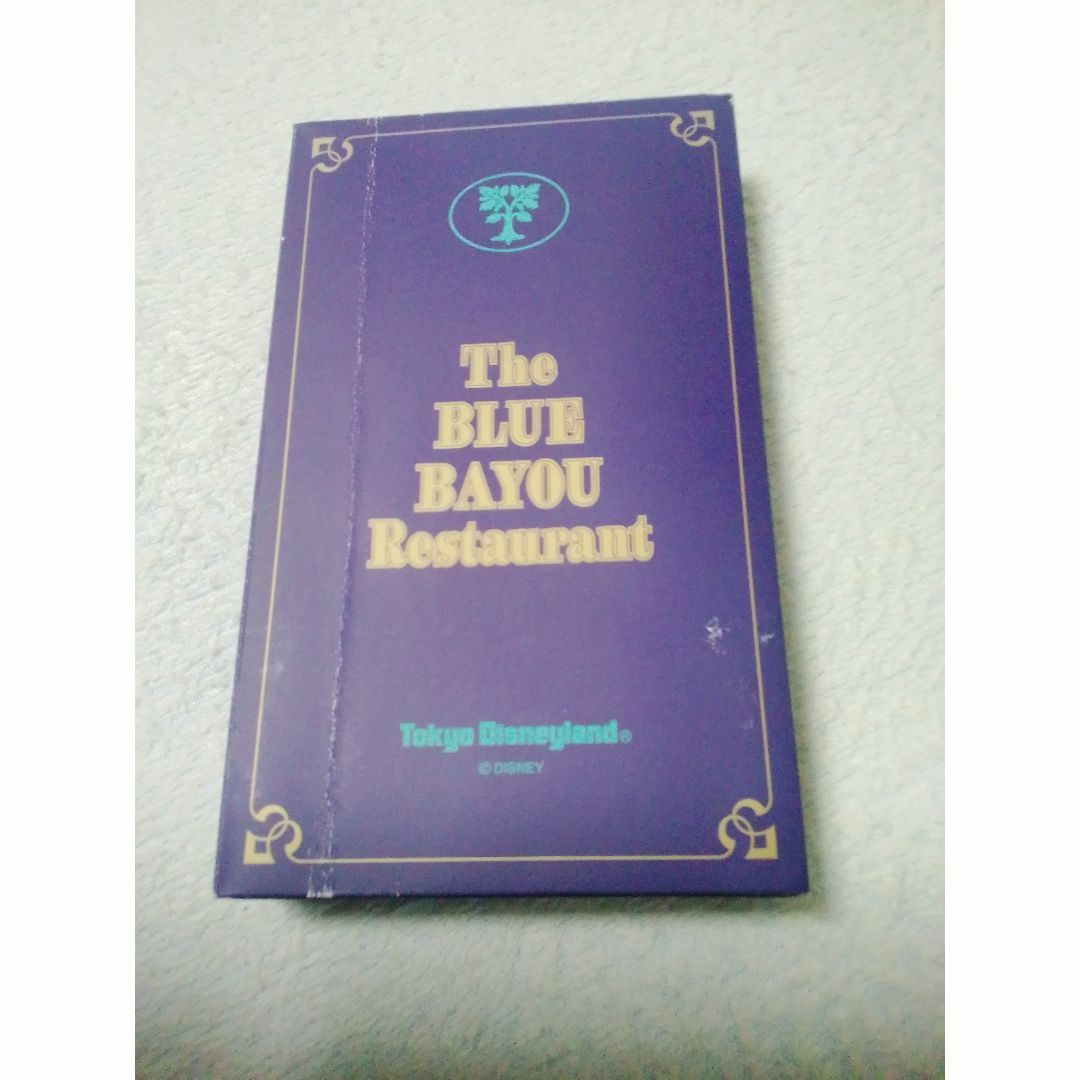 The
BLUE
BAYOU
Restaurant
Tokyo Disneyland®
© DISNEY